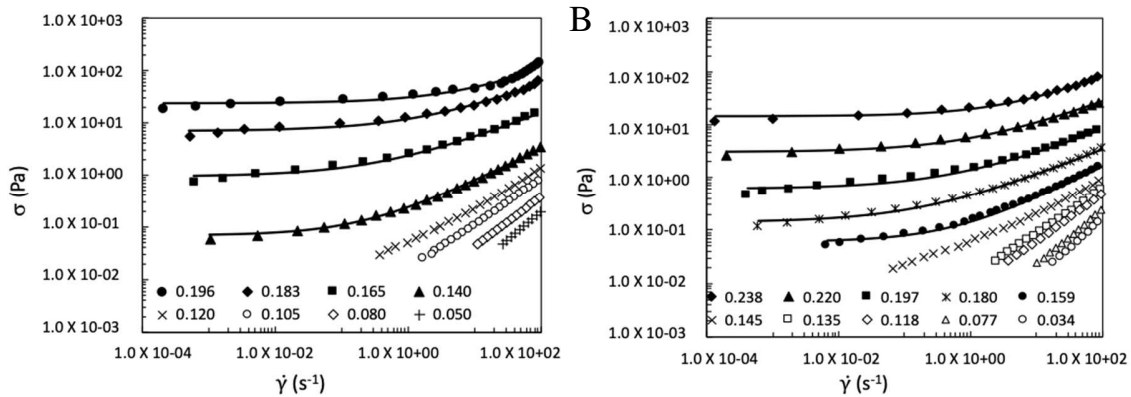 1.0 X 10+03
1.0 X 10+02
1.0 X 10+01
1.0 X 10+00
1.0 X 10-01
1.0 X 10-02
1.0 X 10-03
σ (Pa)
0.196 0.183 0.165 0.140
0.120 0.105 0.080 0.050
1.0 X 10-04 1.0 X 10-02 1.0 X 10+00 1.0 X 10+02
γ̇ (s-1)
B
1.0 X 10+03
1.0 X 10+02
1.0 X 10+01
1.0 X 10+00
1.0 X 10-01
1.0 X 10-02
1.0 X 10-03
σ (Pa)
0.238 0.220 0.197 0.180 0.159
0.145 0.135 0.118 0.077 0.034
1.0 X 10-04 1.0 X 10-02 1.0 X 10+00 1.0 X 10+02
γ̇ (s-1)